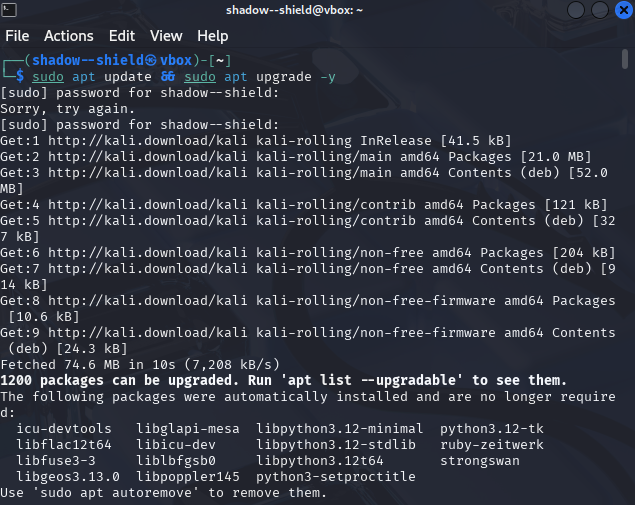 shadow--shield@vbox: ~
File Actions Edit View Help
┌──(shadow--shield㉿vbox)-[~]
└─$ sudo apt update && sudo apt upgrade -y
[sudo] password for shadow--shield:
Sorry, try again.
[sudo] password for shadow--shield:
Get:1 http://kali.download/kali kali-rolling InRelease [41.5 kB]
Get:2 http://kali.download/kali kali-rolling/main amd64 Packages [21.0 MB]
Get:3 http://kali.download/kali kali-rolling/main amd64 Contents (deb) [52.0
MB]
Get:4 http://kali.download/kali kali-rolling/contrib amd64 Packages [121 kB]
Get:5 http://kali.download/kali kali-rolling/contrib amd64 Contents (deb) [32
7 kB]
Get:6 http://kali.download/kali kali-rolling/non-free amd64 Packages [204 kB]
Get:7 http://kali.download/kali kali-rolling/non-free amd64 Contents (deb) [9
14 kB]
Get:8 http://kali.download/kali kali-rolling/non-free-firmware amd64 Packages
[10.6 kB]
Get:9 http://kali.download/kali kali-rolling/non-free-firmware amd64 Contents
(deb) [24.3 kB]
Fetched 74.6 MB in 10s (7,208 kB/s)
1200 packages can be upgraded. Run 'apt list --upgradable' to see them.
The following packages were automatically installed and are no longer require
d:
icu-devtools libglapi-mesa libpython3.12-minimal python3.12-tk
libflac12t64 libicu-dev libpython3.12-stdlib ruby-zeitwerk
libfuse3-3 liblbfgsb0 libpython3.12t64 strongswan
libgeos3.13.0 libpoppler145 python3-setproctitle
Use 'sudo apt autoremove' to remove them.